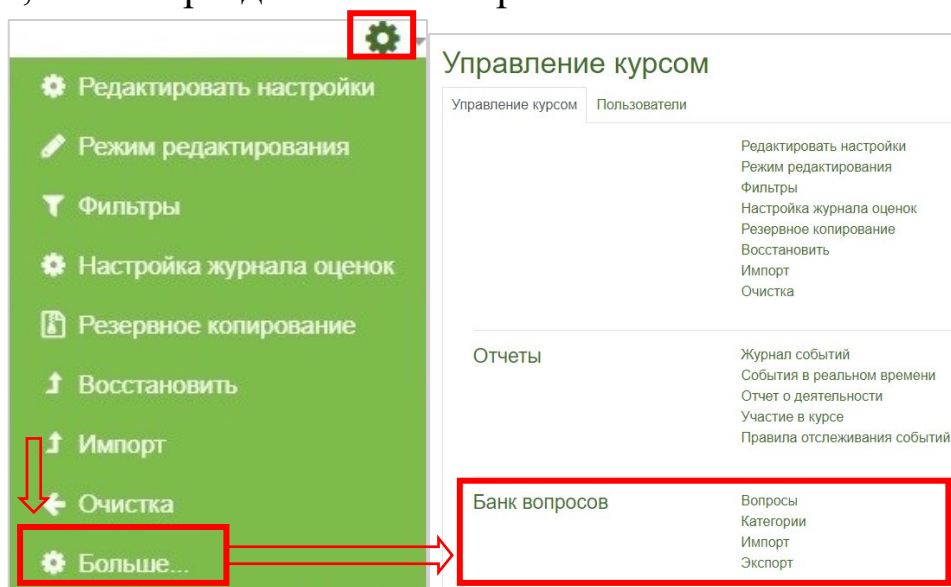 Редактировать настройки
Режим редактирования
Фильтры
Настройка журнала оценок
Резервное копирование
Восстановить
Импорт
Очистка
Больше...
Управление курсом
Управление курсом Пользователи
Редактировать настройки
Режим редактирования
Фильтры
Настройка журнала оценок
Резервное копирование
Восстановить
Импорт
Очистка
Отчеты
Журнал событий
События в реальном времени
Отчет о деятельности
Участие в курсе
Правила отслеживания событий
Банк вопросов
Вопросы
Категории
Импорт
Экспорт